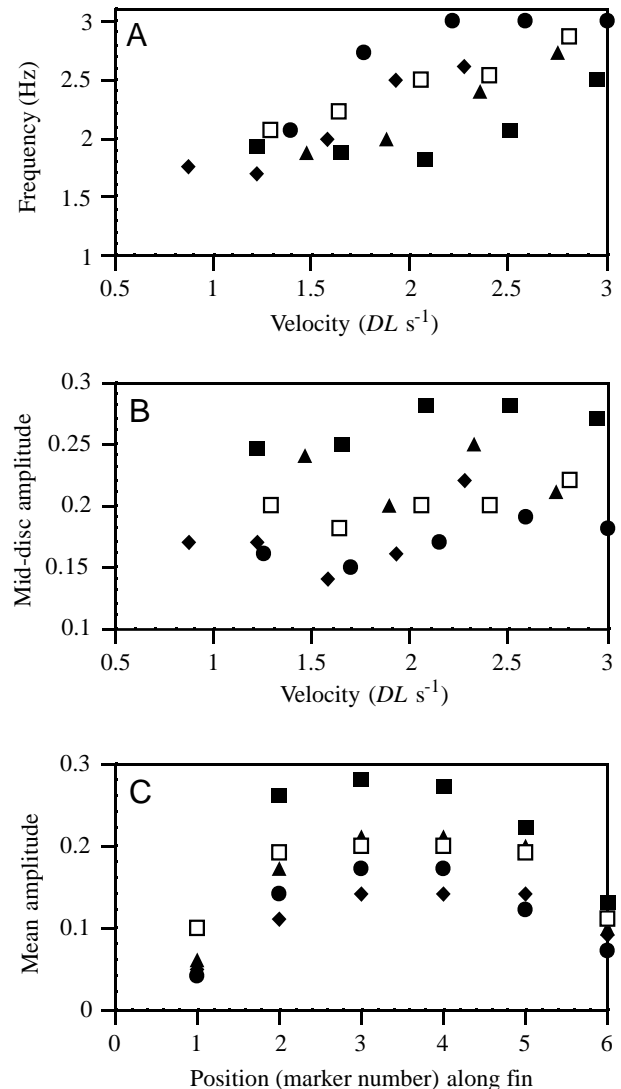 A
3
2.5
2
1.5
1
Frequency (Hz)
0.5 1 1.5 2 2.5 3
Velocity (DL s-1)
B
0.3
0.25
0.2
0.15
0.1
Mid-disc amplitude
0.5 1 1.5 2 2.5 3
Velocity (DL s-1)
C
0.3
0.2
0.1
0
Mean amplitude
0 1 2 3 4 5 6
Position (marker number) along fin